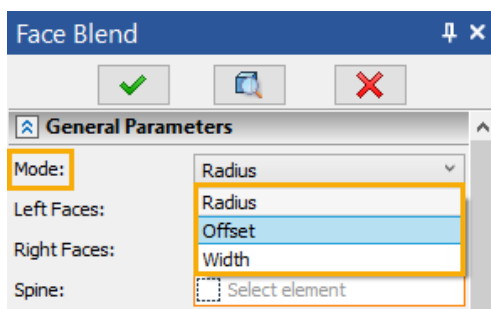 Face Blend
General Parameters
Mode:
Radius
Left Faces:
Radius
Offset
Right Faces:
Width
Spine:
Select element